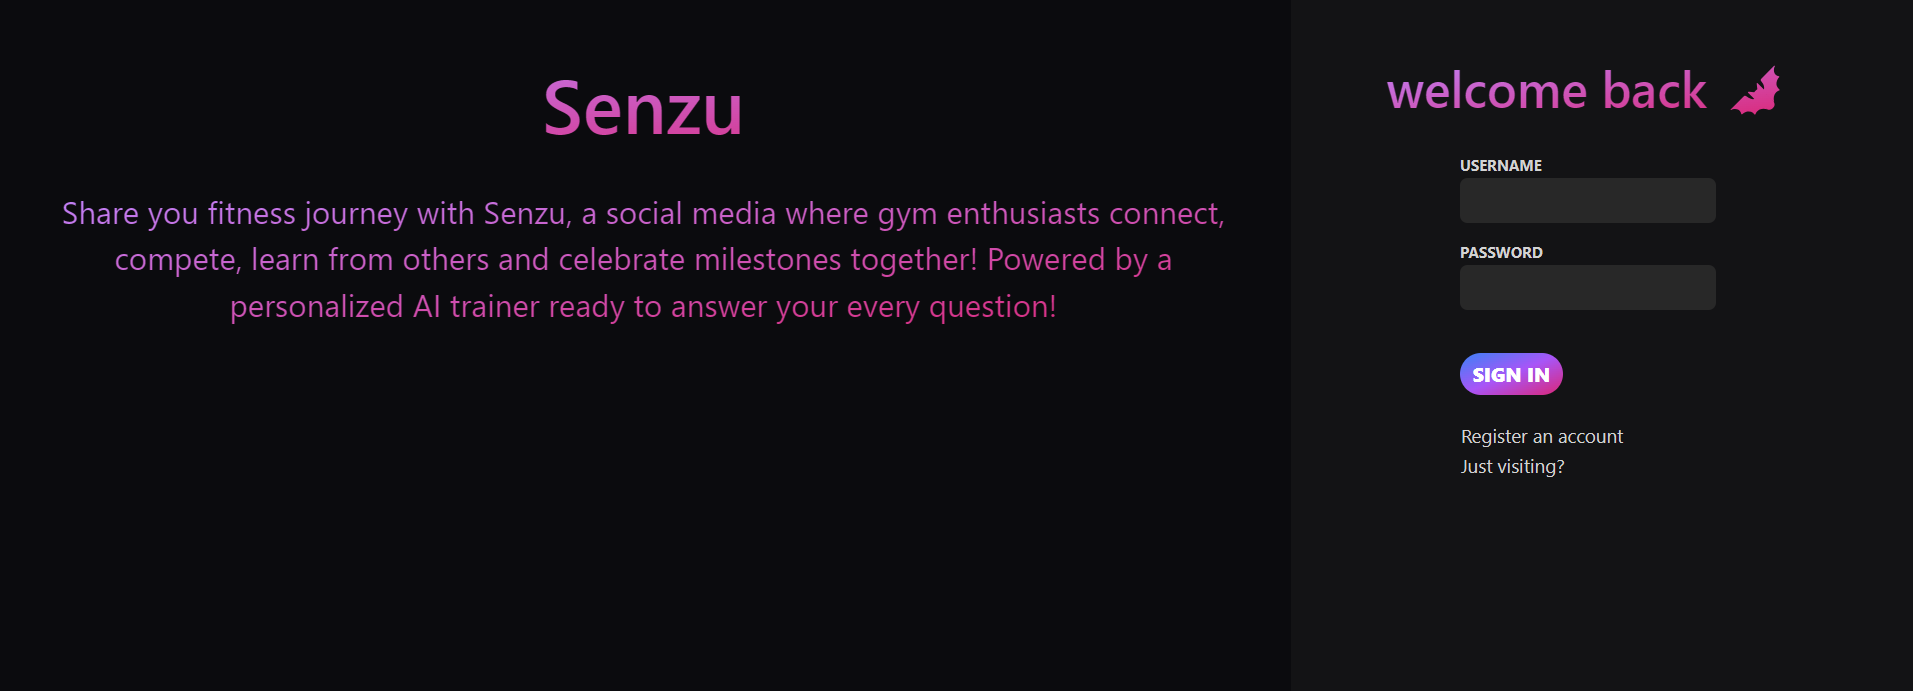 Senzu
Share you fitness journey with Senzu, a social media where gym enthusiasts connect,
compete, learn from others and celebrate milestones together! Powered by a
personalized AI trainer ready to answer your every question!
welcome back
USERNAME
PASSWORD
SIGN IN
Register an account
Just visiting?